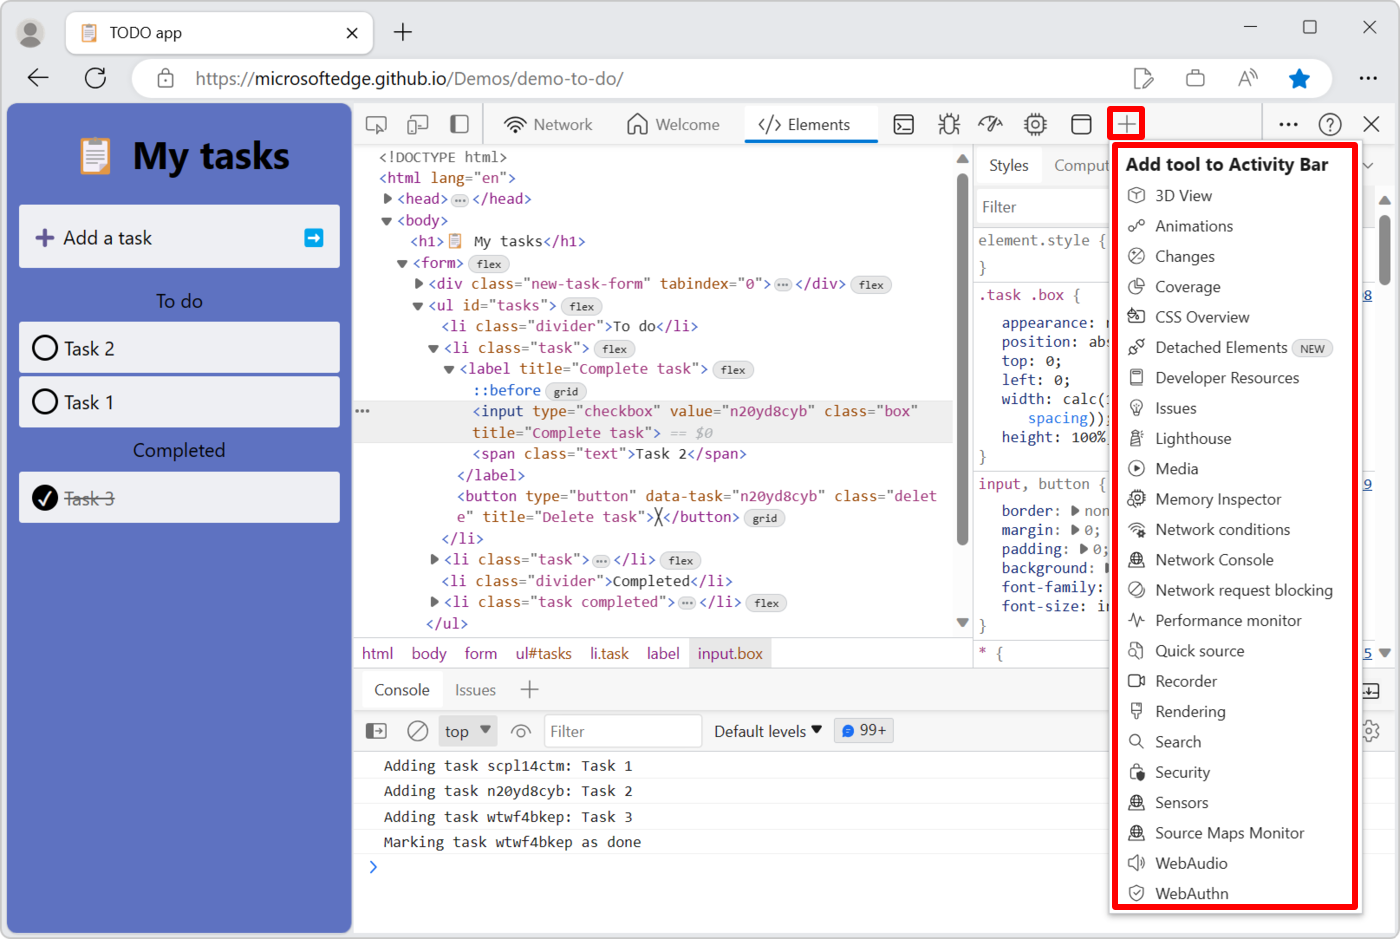 TODO app
https://microsoftedge.github.io/Demos/demo-to-do/
My tasks
Add a task
To do
Task 2
Task 1
Completed
Task 3
Network
Welcome
</> Elements
<!DOCTYPE html>
<html lang="en">
<head> ... </head>
<body>
<h1>📋 My tasks</h1>
<form> flex
<div class="new-task-form" tabindex="0"> ... </div> flex
<ul id="tasks"> flex
<li class="divider">To do</li>
<li class="task"> flex
<label title="Complete task"> flex
::before grid
<input type="checkbox" value="n20yd8cyb" class="box"
title="Complete task"> == $0
<span class="text">Task 2</span>
</label>
<button type="button" data-task="n20yd8cyb" class="delet
e" title="Delete task">╳</button> grid
</li>
<li class="task"> ... </li> flex
<li class="divider">Completed</li>
<li class="task completed"> ... </li> flex
</ul>
html body form ul#tasks li.task label input.box
Styles
Comput
Filter
element.style {
}
.task .box {
appearance:
position: abs
top: 0;
left: 0;
width: calc(
spacing));
height: 100%
}
input, button {
border: non
margin: 0;
padding: 0;
background:
font-family:
font-size: in
}
* {
8
9
5
Add tool to Activity Bar
3D View
Animations
Changes
Coverage
CSS Overview
Detached Elements NEW
Developer Resources
Issues
Lighthouse
Media
Memory Inspector
Network conditions
Network Console
Network request blocking
Performance monitor
Quick source
Recorder
Rendering
Search
Security
Sensors
Source Maps Monitor
WebAudio
WebAuthn
Console
Issues
top
Filter
Default levels
99+
Adding task scpl14ctm: Task 1
Adding task n20yd8cyb: Task 2
Adding task wtwf4bkep: Task 3
Marking task wtwf4bkep as done